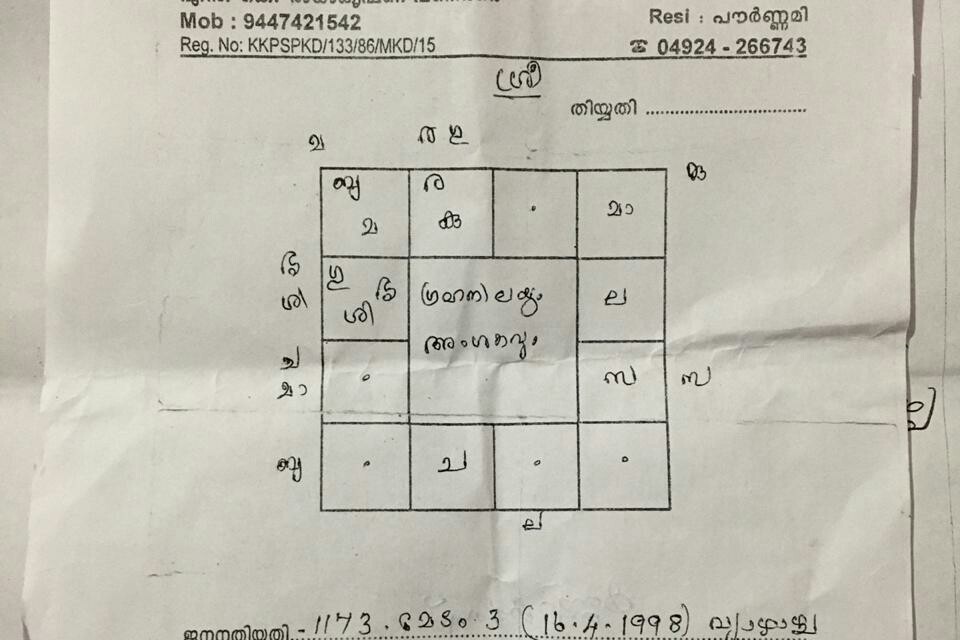 Mob : 9447421542
Resi : പൗർണ്ണമി
Reg. No: KKPSPKD/133/86/MKD/15
☎ 04924 - 266743
ശ്രീ
തിയ്യതി ........................................
വ
ര ഗു
കു
ബു
മ
ര
കു
മാ
ശു
ശി
ഗു ശു
ശി
ഗ്രഹനിലയും
അംശകവും
ല
ച
മാ
സ
സ
ബു
ച
ല
ജനനതിയതി - 1173 . മേടം 3 (16.4.1998) വ്യാഴാഴ്ച